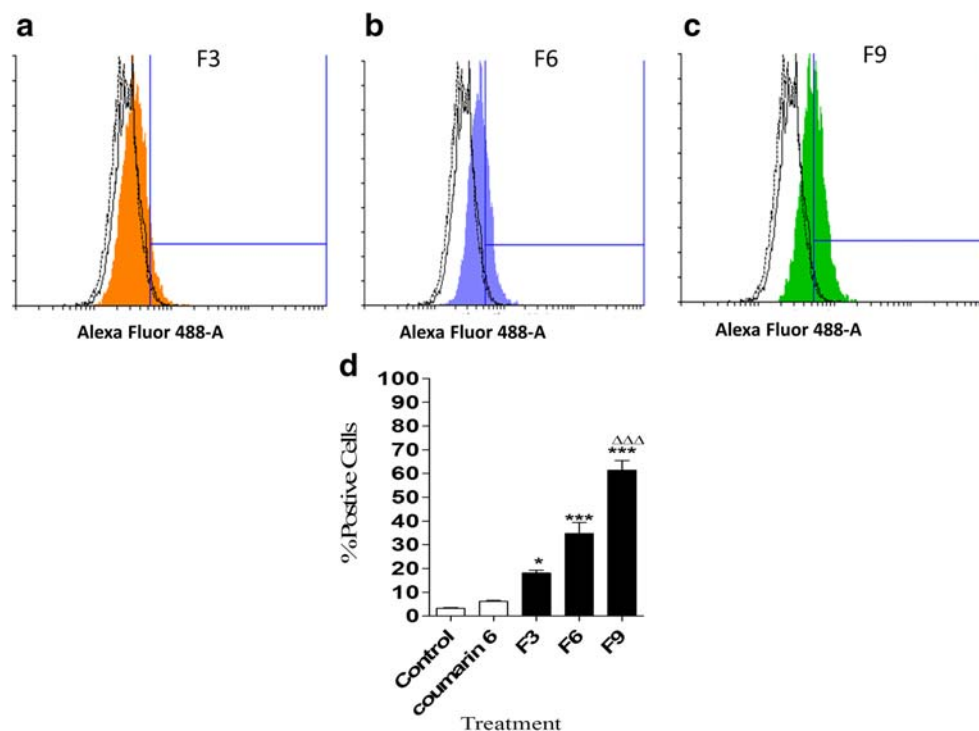 a
F3
Alexa Fluor 488-A
b
F6
Alexa Fluor 488-A
c
F9
Alexa Fluor 488-A
d
%Postive Cells
100
90
80
70
60
50
40
30
20
10
0
*
***
ΔΔΔ
***
Control
coumarin 6
F3
F6
F9
Treatment